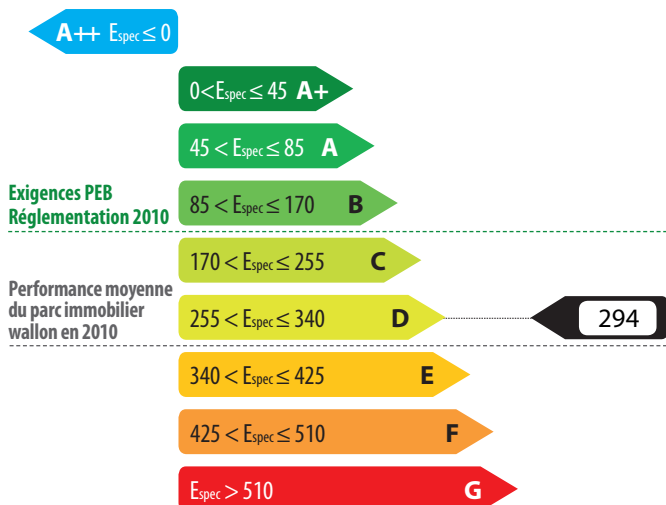 A++ Espec ≤ 0
0<Espec ≤ 45 A+
45 < Espec ≤ 85 A
Exigences PEB
Réglementation 2010
85 < Espec ≤ 170 B
170 < Espec ≤ 255 C
Performance moyenne
du parc immobilier
wallon en 2010
255 < Espec ≤ 340 D
294
340 < Espec ≤ 425 E
425 < Espec ≤ 510 F
Espec > 510 G